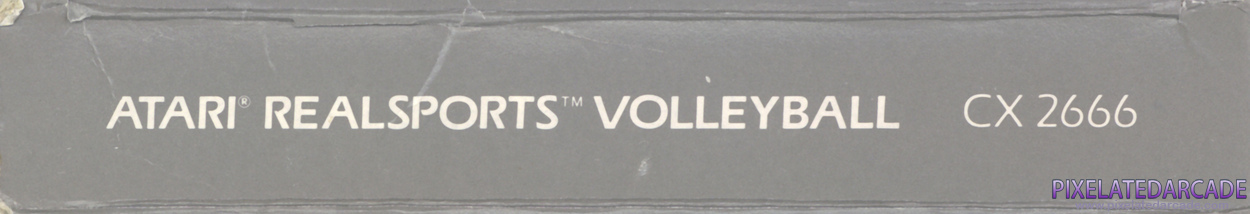 ATARI® REALSPORTS™ VOLLEYBALL CX 2666
PIXELATEDARCADE